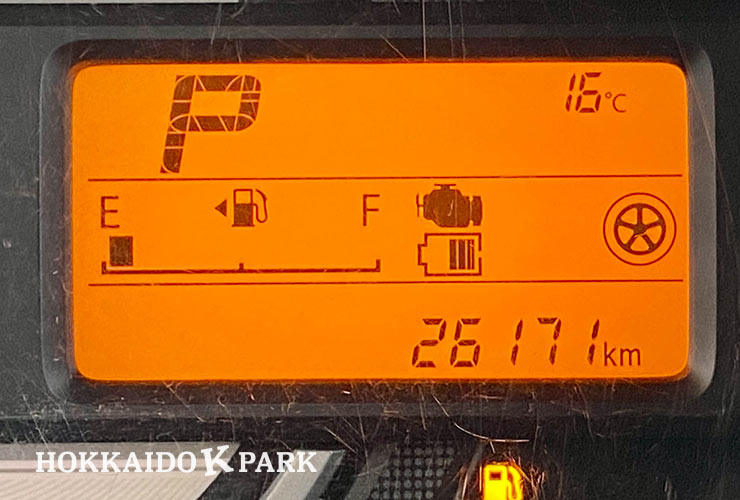 P
16°C
E F
26171km
HOKKAIDO K PARK